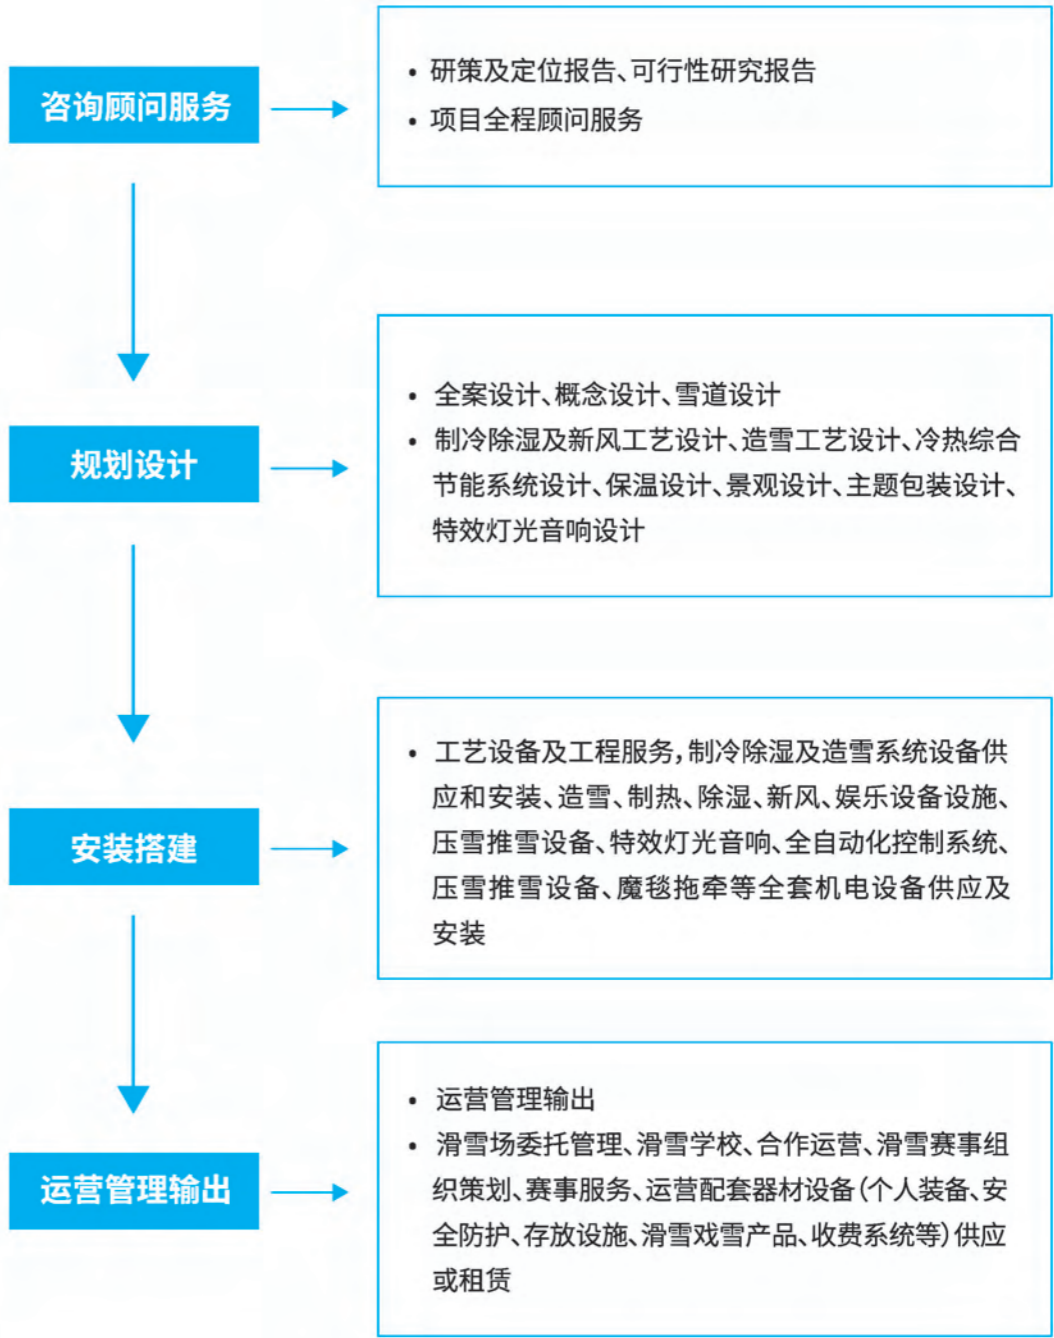 咨询顾问服务
• 研策及定位报告、可行性研究报告
• 项目全程顾问服务
规划设计
• 全案设计、概念设计、雪道设计
• 制冷除湿及新风工艺设计、造雪工艺设计、冷热综合
节能系统设计、保温设计、景观设计、主题包装设计、
特效灯光音响设计
安装搭建
• 工艺设备及工程服务，制冷除湿及造雪系统设备供
应和安装、造雪、制热、除湿、新风、娱乐设备设施、
压雪推雪设备、特效灯光音响、全自动化控制系统、
压雪推雪设备、魔毯拖牵等全套机电设备供应及
安装
运营管理输出
• 运营管理输出
• 滑雪场委托管理、滑雪学校、合作运营、滑雪赛事组
织策划、赛事服务、运营配套器材设备（个人装备、安
全防护、存放设施、滑雪戏雪产品、收费系统等）供应
或租赁